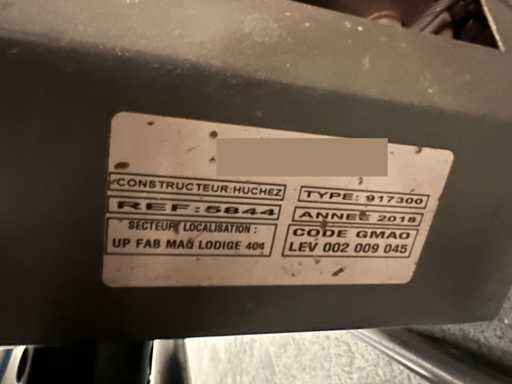 CONSTRUCTEUR:HUCHEZ
TYPE: 917300
REF:5844
ANNEE 2018
SECTEUR LOCALISATION :
UP FAB MAG LODIGE 404
CODE GMAO
LEV 002 009 045